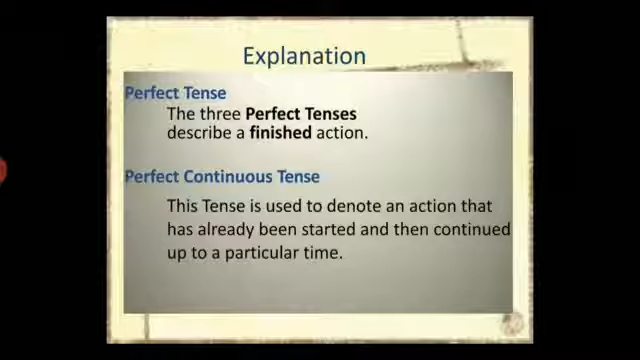 Explanation
Perfect Tense
The three Perfect Tenses
describe a finished action.
Perfect Continuous Tense
This Tense is used to denote an action that
has already been started and then continued
up to a particular time.